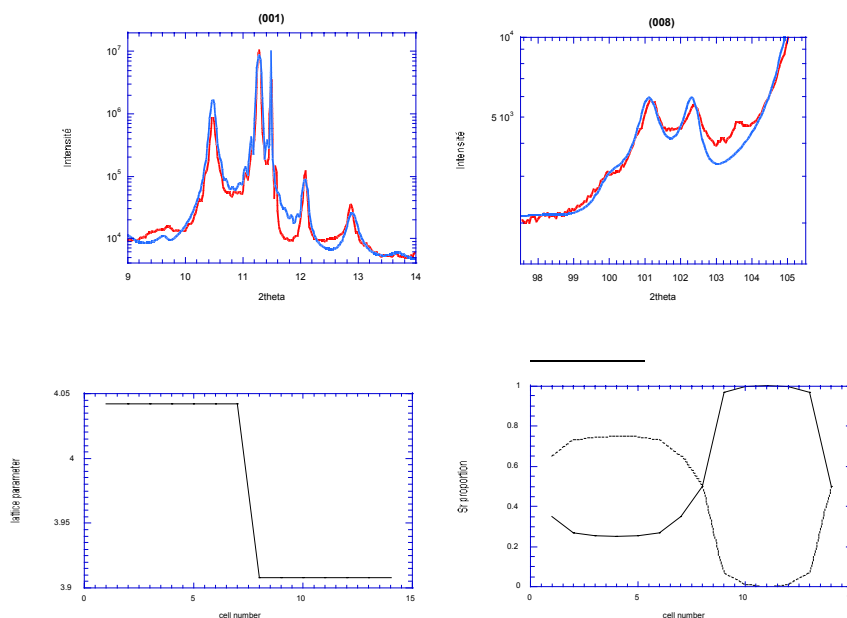 (001)
10^7
10^6
10^5
10^4
Intensité
9 10 11 12 13 14
2theta
(008)
10^4
5 10^3
Intensité
98 99 100 101 102 103 104 105
2theta
4.05
4
3.95
3.9
lattice parameter
0 5 10 15
cell number
1
0.8
0.6
0.4
0.2
0
Sr proportion
0 5 10
cell number